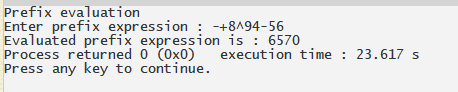 Prefix evaluation
Enter prefix expression : -+8^94-56
Evaluated prefix expression is : 6570
Process returned 0 (0x0)   execution time : 23.617 s
Press any key to continue.